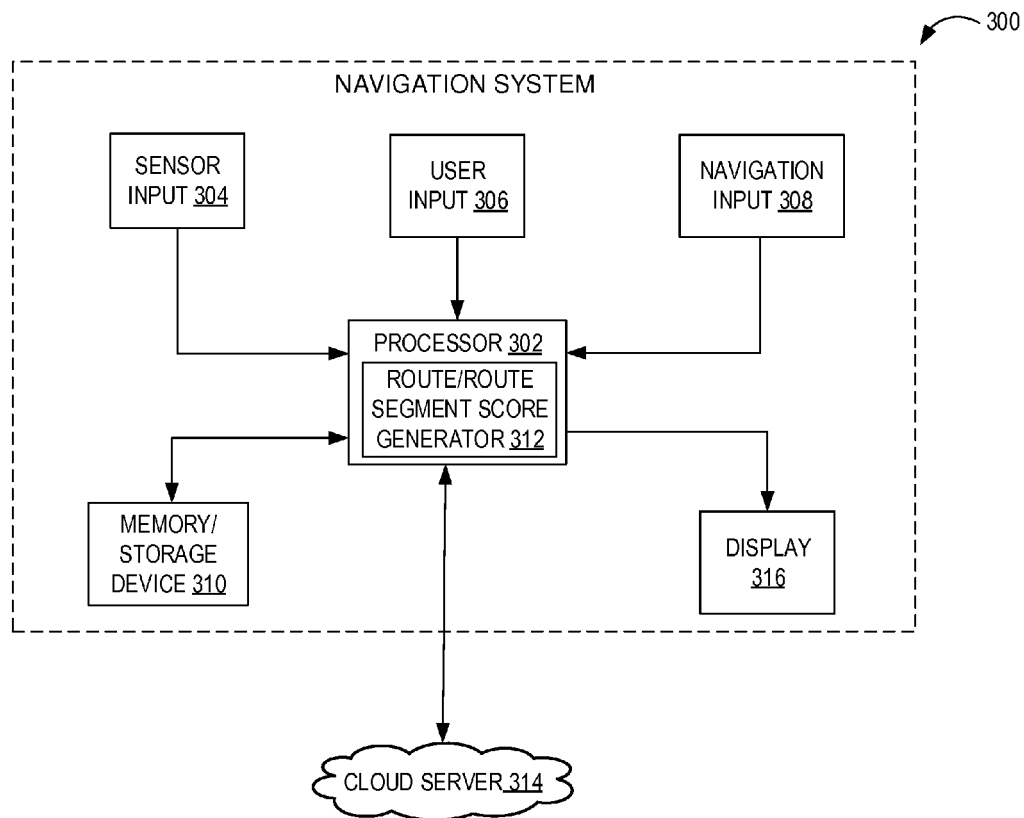 300
NAVIGATION SYSTEM
SENSOR
INPUT 304
USER
INPUT 306
NAVIGATION
INPUT 308
PROCESSOR 302
ROUTE/ROUTE
SEGMENT SCORE
GENERATOR 312
MEMORY/
STORAGE
DEVICE 310
DISPLAY
316
CLOUD SERVER 314